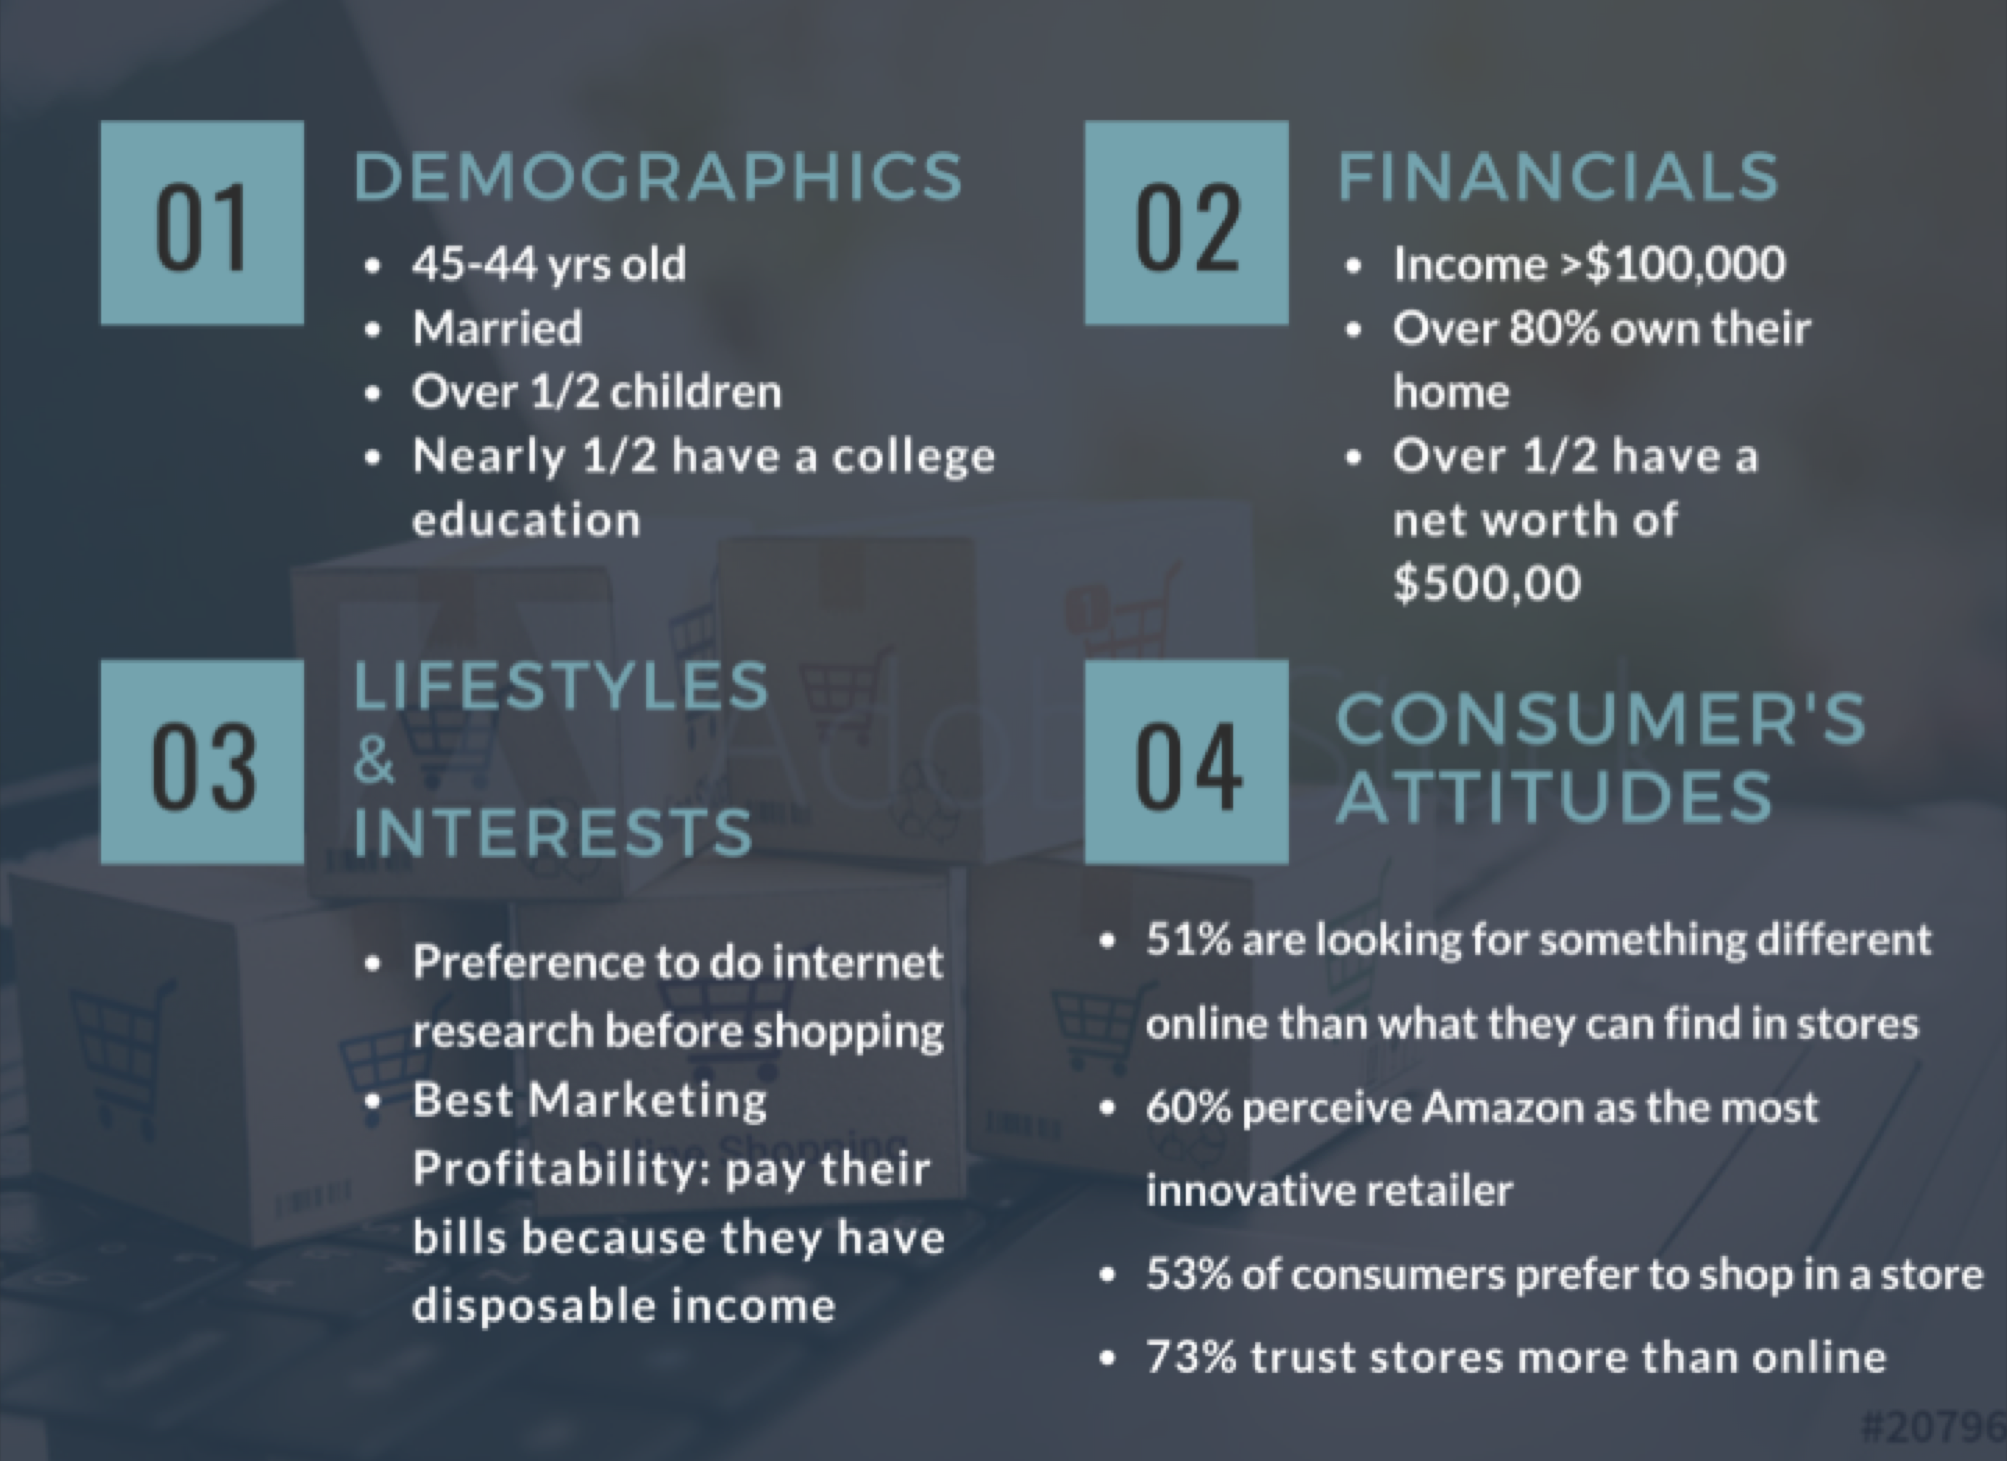 01
DEMOGRAPHICS
• 45-44 yrs old
• Married
• Over 1/2 children
• Nearly 1/2 have a college
education
02
FINANCIALS
• Income >$100,000
• Over 80% own their
home
• Over 1/2 have a
net worth of
$500,00
03
LIFESTYLES
&
INTERESTS
• Preference to do internet
research before shopping
• Best Marketing
Profitability: pay their
bills because they have
disposable income
04
CONSUMER'S
ATTITUDES
• 51% are looking for something different
online than what they can find in stores
• 60% perceive Amazon as the most
innovative retailer
• 53% of consumers prefer to shop in a store
• 73% trust stores more than online
Adobe Stock
Online Shopping
#20796